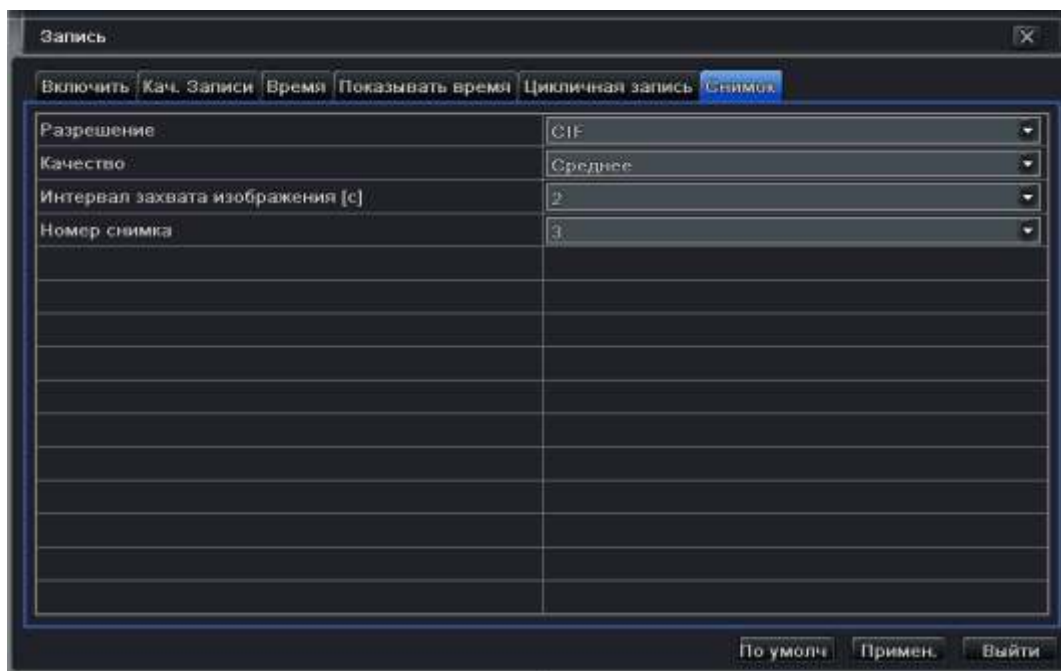 Запись
Включить Кач. Записи Время Показывать время Цикличная запись Снимок
Разрешение CIF
Качество Среднее
Интервал захвата изображения [с] 2
Номер снимка 3
По умолч Примен. Выйти